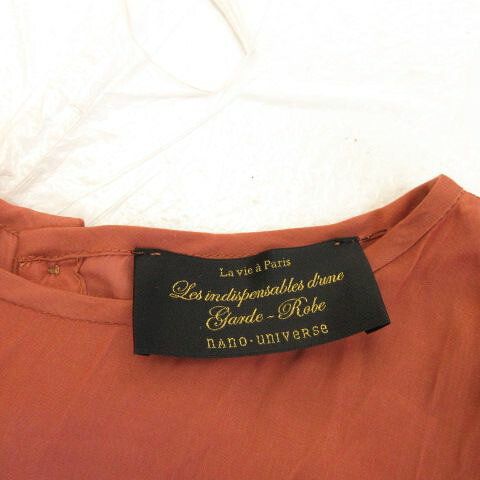 La vie à Paris
Les indispensables d'une
Garde ~ Robe
nano·universe